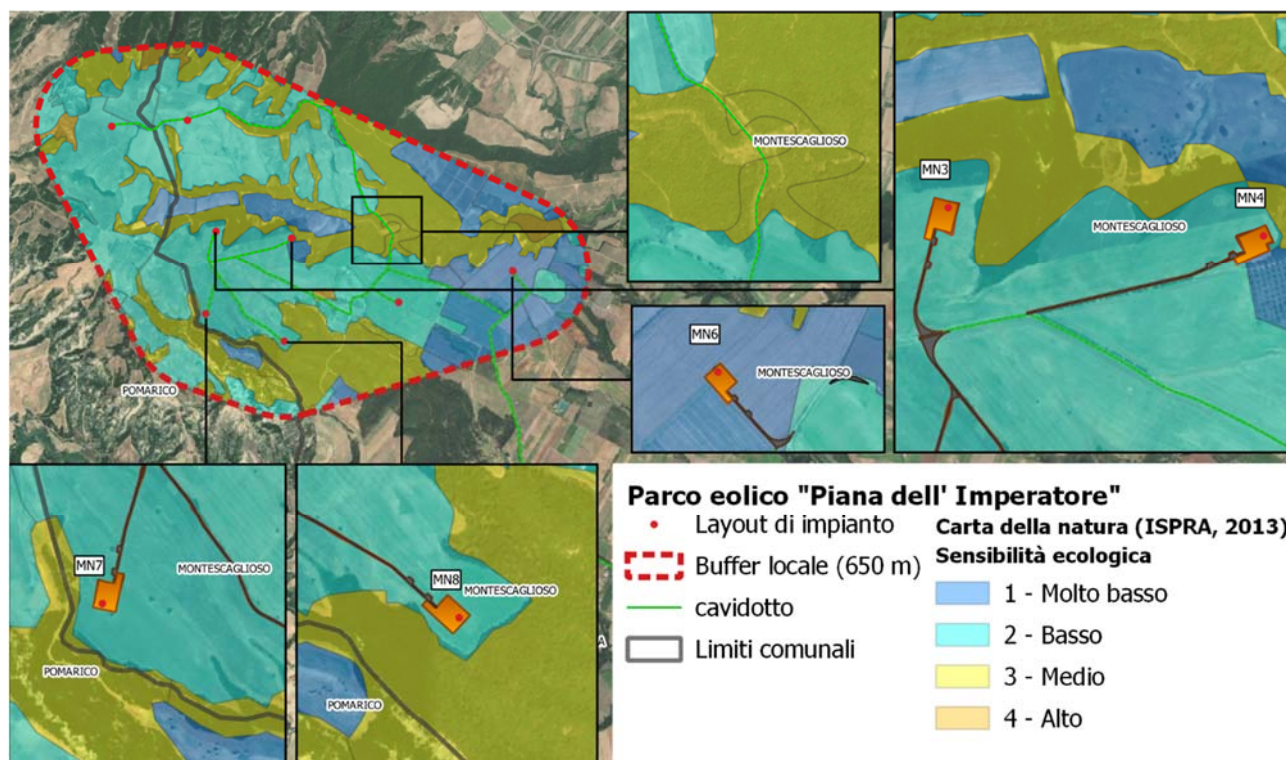 MONTESCAGLIOSO
MN3
MN4
MONTESCAGLIOSO
MN6
MONTESCAGLIOSO
POMARICO
MN7
MONTESCAGLIOSO
POMARICO
MN8
MONTESCAGLIOSO
POMARICO
Parco eolico "Piana dell' Imperatore"
Layout di impianto
Buffer locale (650 m)
cavidotto
Limiti comunali
Carta della natura (ISPRA, 2013)
Sensibilità ecologica
1 - Molto basso
2 - Basso
3 - Medio
4 - Alto